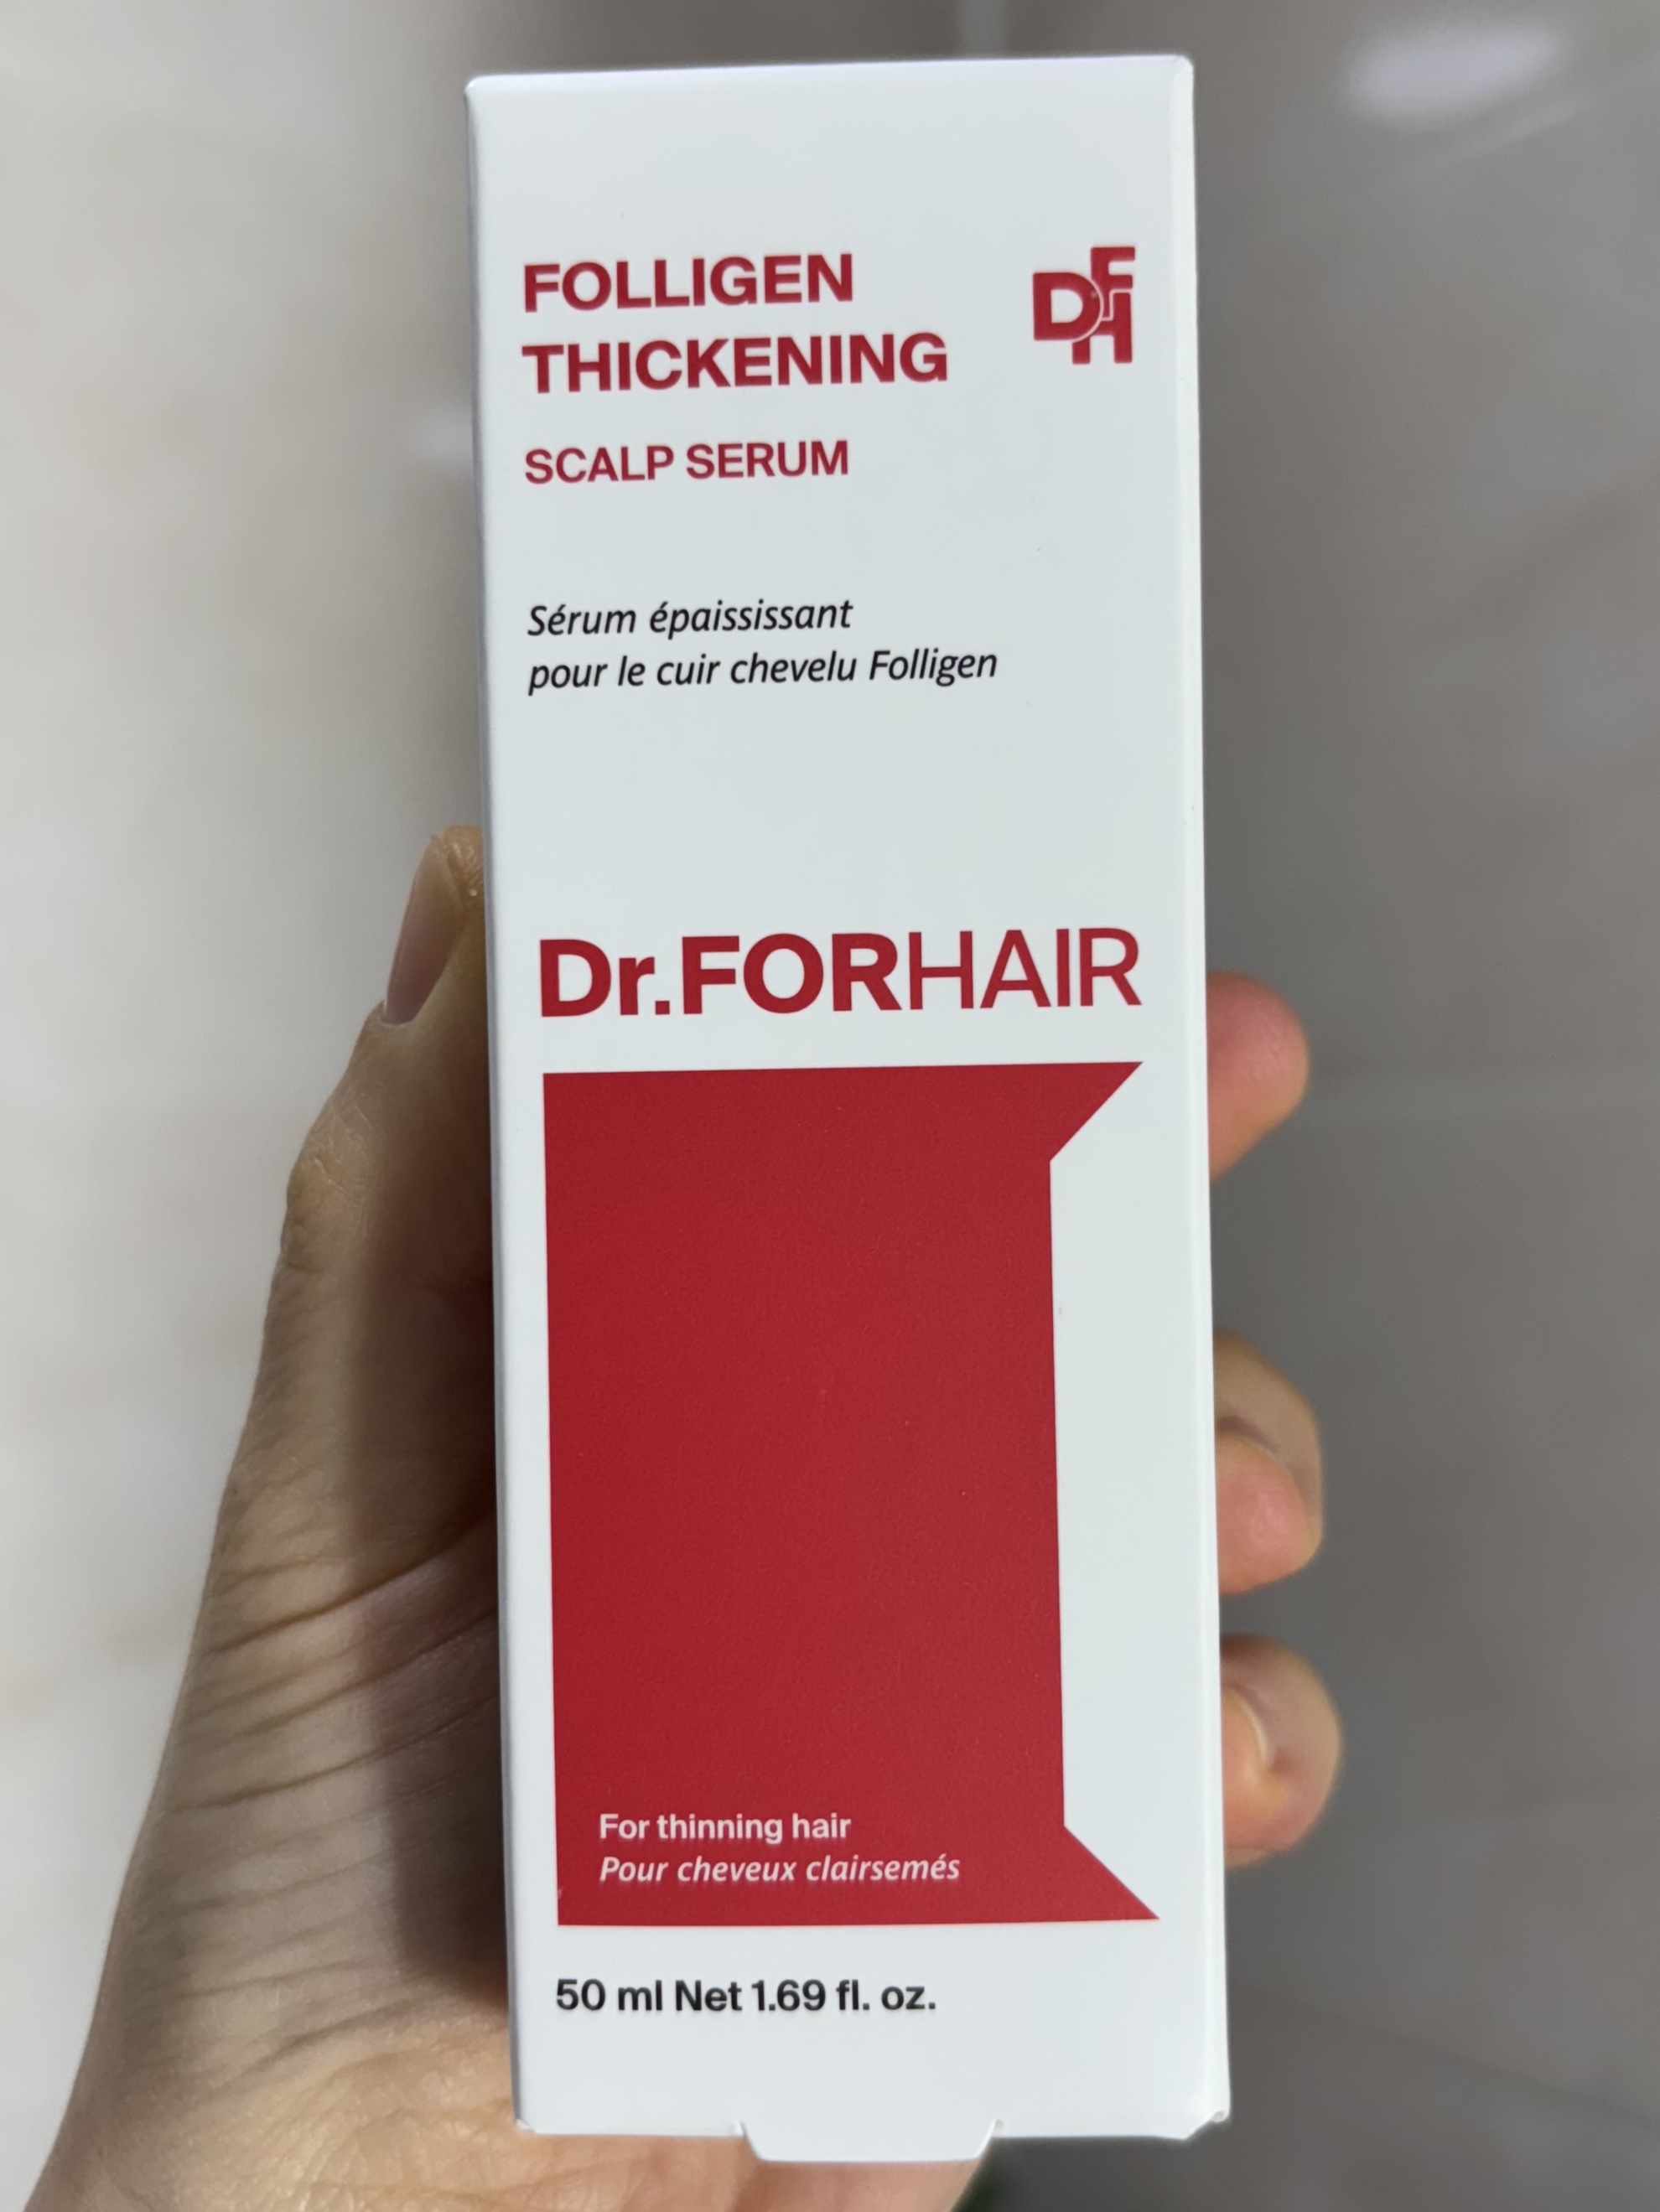 FOLLIGEN
THICKENING
DFH
SCALP SERUM
Sérum épaississant
pour le cuir chevelu Folligen
Dr.FORHAIR
For thinning hair
Pour cheveux clairsemés
50 ml Net 1.69 fl. oz.